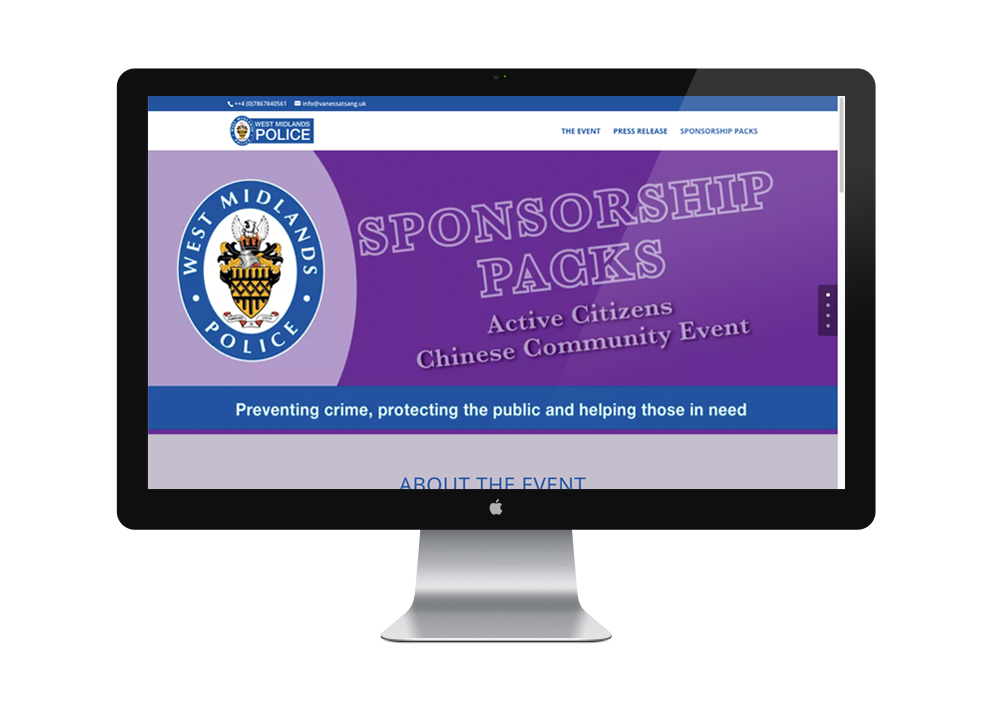 ++4 (0)7867840561 info@vanessatsang.uk
WEST MIDLANDS
POLICE
THE EVENT PRESS RELEASE SPONSORSHIP PACKS
WEST MIDLANDS
POLICE
SPONSORSHIP
PACKS
Active Citizens
Chinese Community Event
Preventing crime, protecting the public and helping those in need
ABOUT THE EVENT